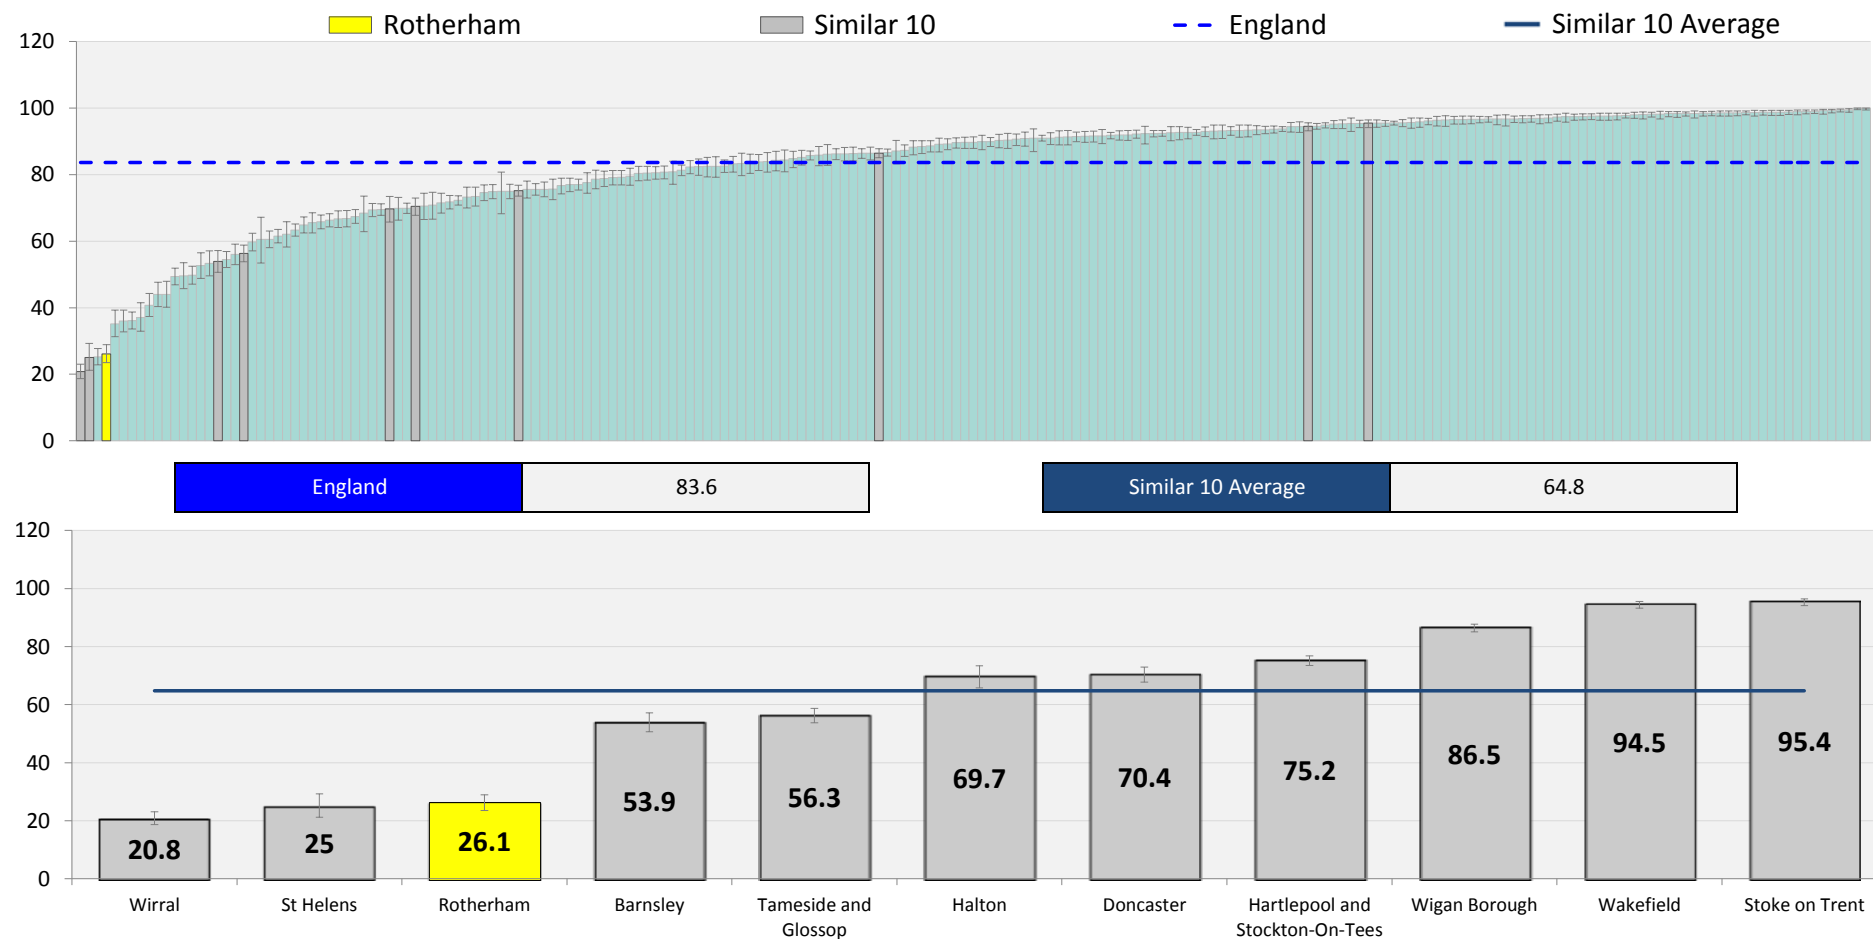 Rotherham Similar 10 England Similar 10 Average
120
100
80
60
40
20
0
England 83.6 Similar 10 Average 64.8
120
100
80
60
40
20
0
20.8 25 26.1 53.9 56.3 69.7 70.4 75.2 86.5 94.5 95.4
Wirral St Helens Rotherham Barnsley Tameside and Halton Doncaster Hartlepool and Wigan Borough Wakefield Stoke on Trent
Glossop Stockton-On-Tees